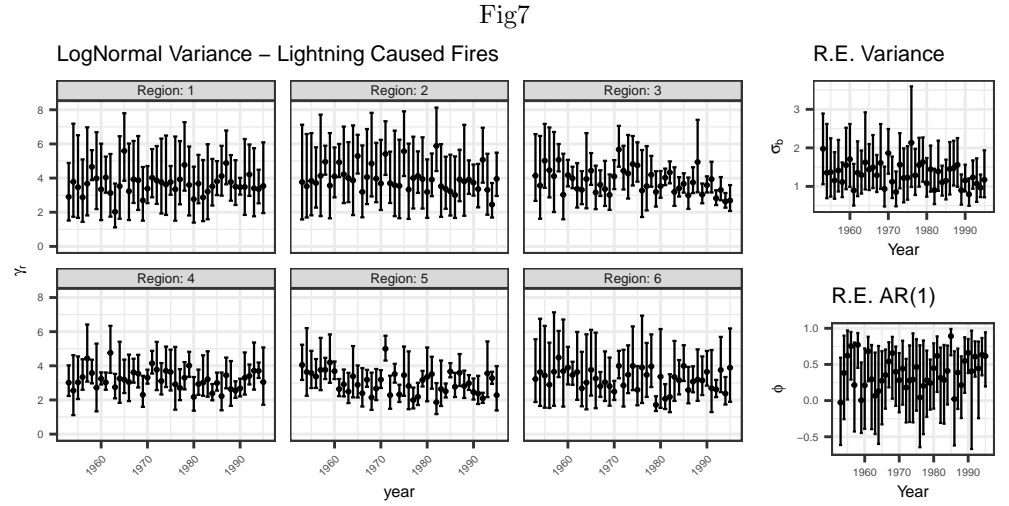 Fig7
LogNormal Variance – Lightning Caused Fires
Region: 1
Region: 2
Region: 3
8
6
4
2
0
Region: 4
Region: 5
Region: 6
8
6
4
2
0
γr
1960
1970
1980
1990
1960
1970
1980
1990
1960
1970
1980
1990
year
R.E. Variance
3
2
1
σb
1960
1970
1980
1990
Year
R.E. AR(1)
1.0
0.5
0.0
−0.5
ϕ
1960
1970
1980
1990
Year